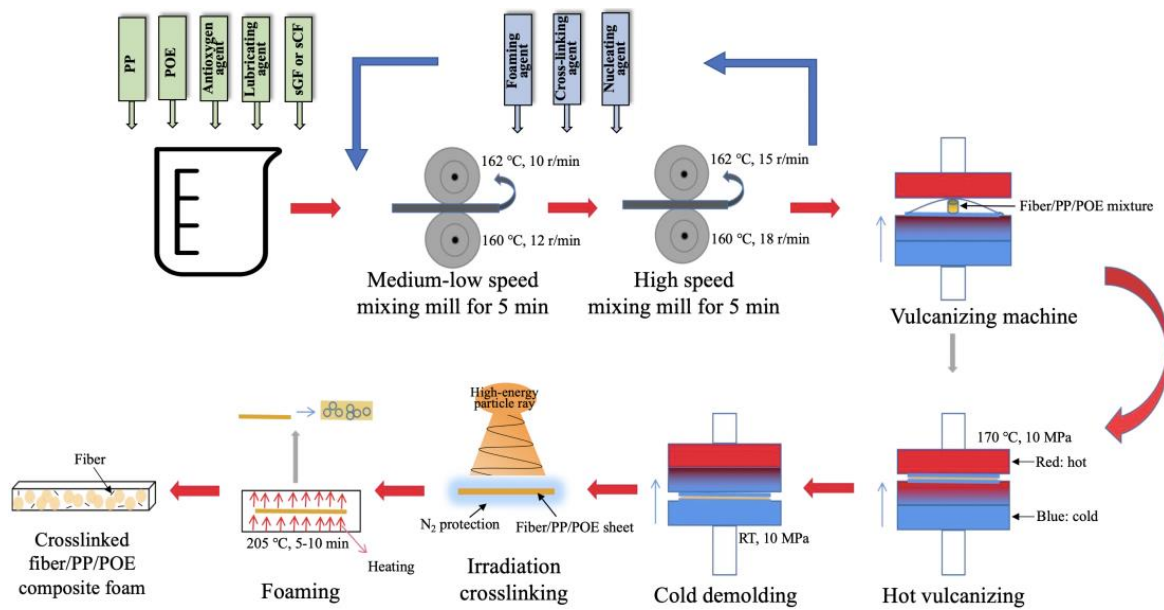 PP
POE
Antioxygen
agent
Lubricating
agent
sGF or sCF
Foaming
agent
Cross-linking
agent
Nucleating
agent
162 ℃, 10 r/min
160 ℃, 12 r/min
Medium-low speed
mixing mill for 5 min
162 ℃, 15 r/min
160 ℃, 18 r/min
High speed
mixing mill for 5 min
Fiber/PP/POE mixture
Vulcanizing machine
170 ℃, 10 MPa
Red: hot
Blue: cold
Hot vulcanizing
RT, 10 MPa
Cold demolding
High-energy
particle ray
N₂ protection
Fiber/PP/POE sheet
Irradiation
crosslinking
205 ℃, 5-10 min
Heating
Foaming
Fiber
Crosslinked
fiber/PP/POE
composite foam